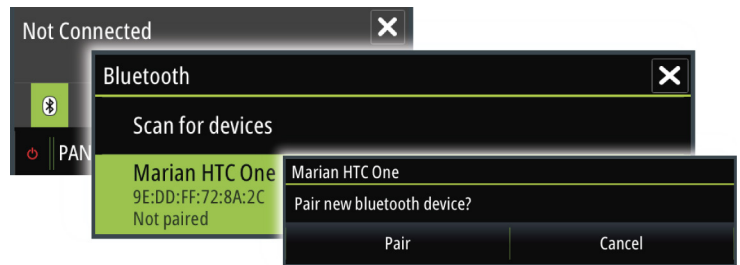 Not Connected
Bluetooth
Scan for devices
PAN
Marian HTC One
9E:DD:FF:72:8A:2C
Not paired
Marian HTC One
Pair new bluetooth device?
Pair Cancel